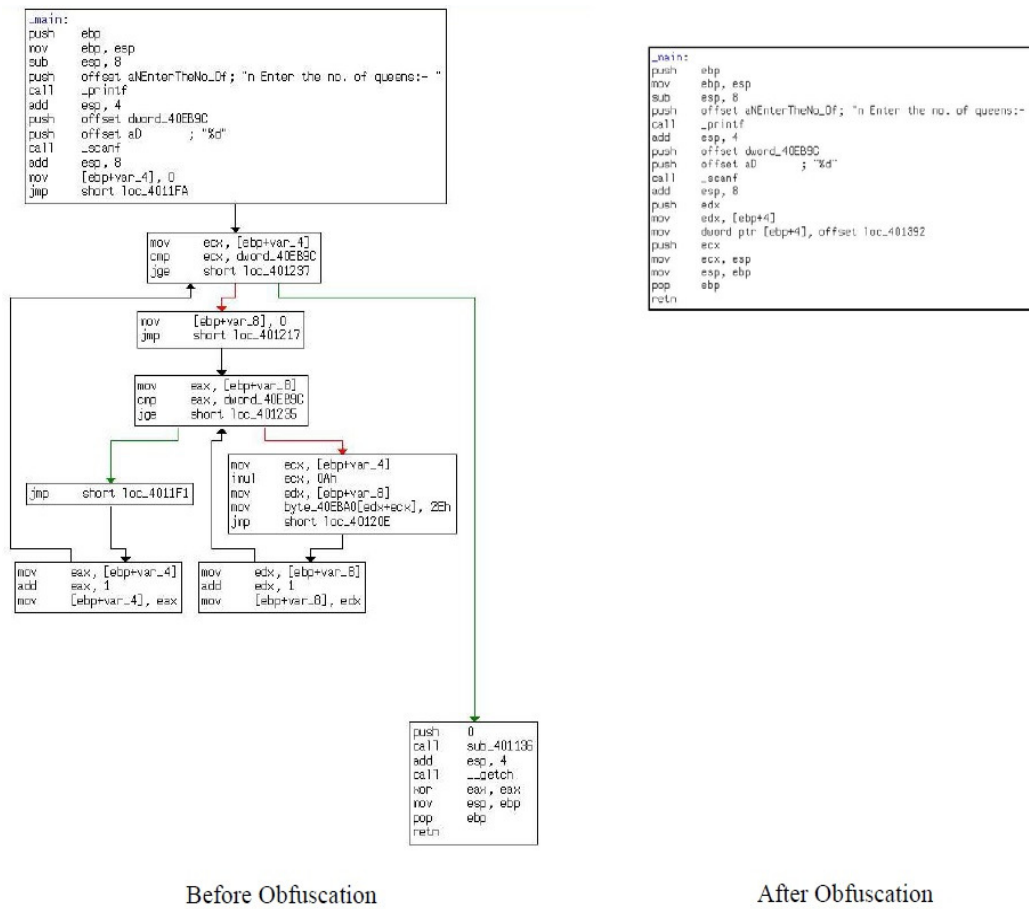 _main:
push ebp
mov ebp, esp
sub esp, 8
push offset aNEnterTheNo_Of; "n Enter the no. of queens:- "
call _printf
add esp, 4
push offset dword_40EB9C
push offset aD ; "%d"
call _scanf
add esp, 8
mov [ebp+var_4], 0
jmp short loc_4011FA
mov ecx, [ebp+var_4]
cmp ecx, dword_40EB9C
jge short loc_401237
mov [ebp+var_8], 0
jmp short loc_401217
mov eax, [ebp+var_8]
cmp eax, dword_40EB9C
jge short loc_401235
jmp short loc_4011F1
mov ecx, [ebp+var_4]
imul ecx, 0Ah
mov edx, [ebp+var_8]
mov byte_40EBA0[edx+ecx], 2Eh
jmp short loc_40120E
mov eax, [ebp+var_4]
add eax, 1
mov [ebp+var_4], eax
mov edx, [ebp+var_8]
add edx, 1
mov [ebp+var_8], edx
push 0
call sub_401136
add esp, 4
call __getch
xor eax, eax
mov esp, ebp
pop ebp
retn
Before Obfuscation
_main:
push ebp
mov ebp, esp
sub esp, 8
push offset aNEnterTheNo_Of; "n Enter the no. of queens:-
call _printf
add esp, 4
push offset dword_40EB9C
push offset aD ; "%d"
call _scanf
add esp, 8
push edx
mov edx, [ebp+4]
mov dword ptr [ebp+4], offset loc_401392
push ecx
mov ecx, esp
mov esp, ebp
pop ebp
retn
After Obfuscation